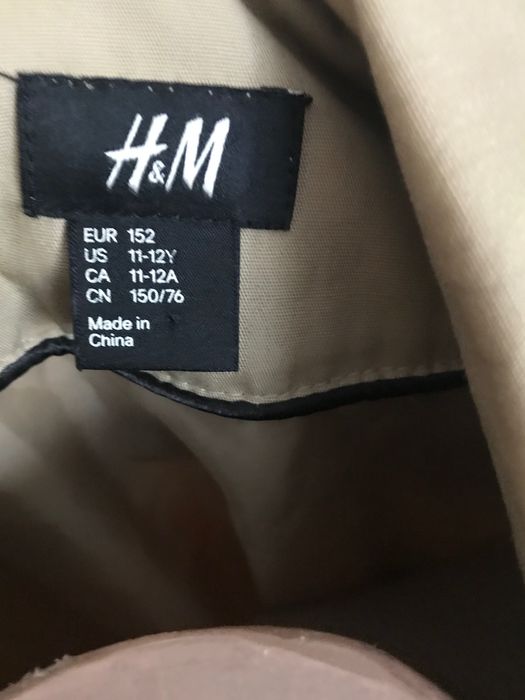 H&M
EUR 152
US 11-12Y
CA 11-12A
CN 150/76
Made in
China